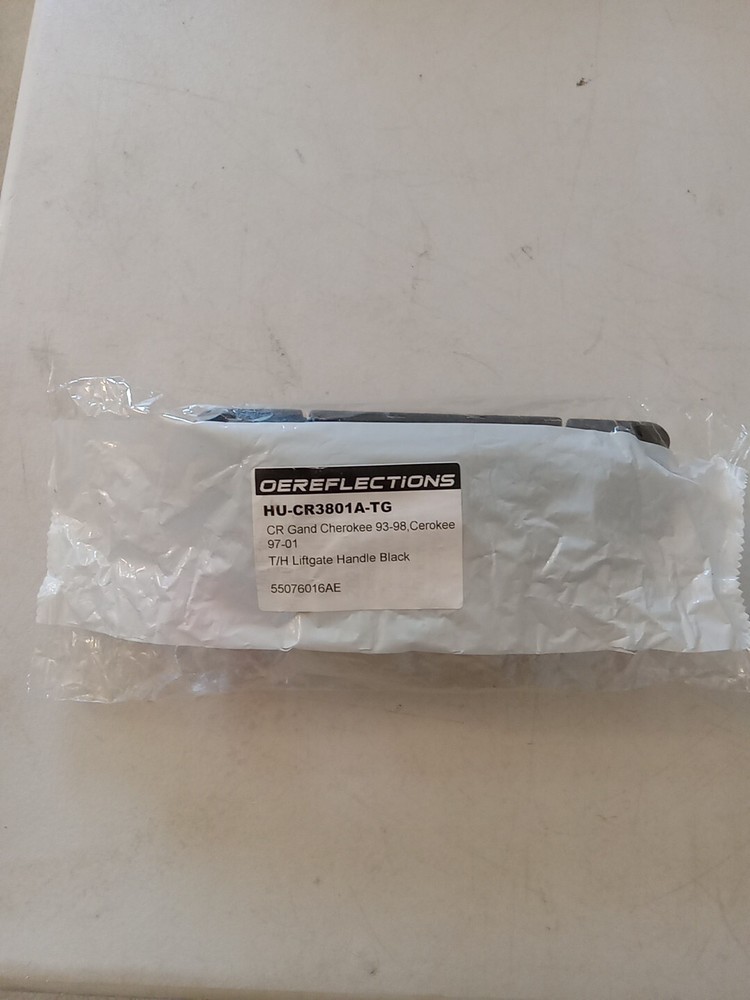 OEREFLECTIONS
HU-CR3801A-TG
CR Gand Cherokee 93-98,Cerokee
97-01
T/H Liftgate Handle Black
55076016AE